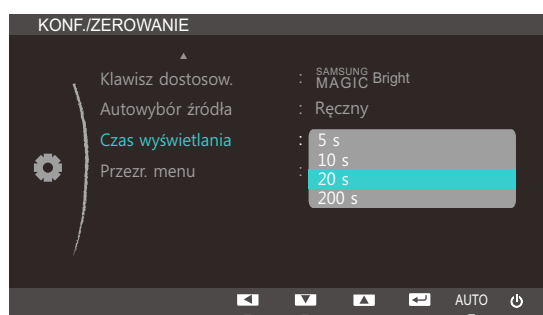 KONF./ZEROWANIE
Klawisz dostosow. : SAMSUNG MAGIC Bright
Autowybór źródła : Ręczny
Czas wyświetlania : 5 s
10 s
Przezr. menu : 20 s
200 s
AUTO